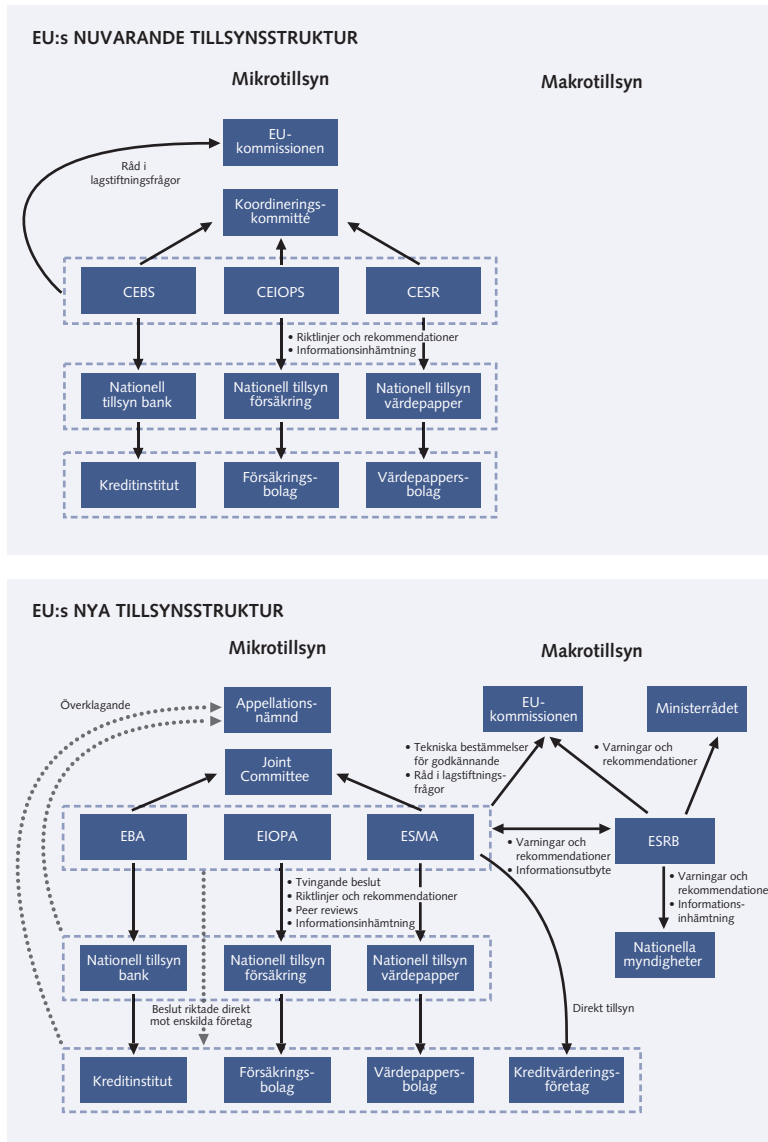 EU:s NUVARANDE TILLSYNSSTRUKTUR
Mikrotillsyn
Makrotillsyn
EU-
kommissionen
Råd i
lagstiftningsfrågor
Koordinerings-
kommitté
CEBS
CEIOPS
CESR
• Riktlinjer och rekommendationer
• Informationsinhämtning
Nationell
tillsyn bank
Nationell tillsyn
försäkring
Nationell tillsyn
värdepapper
Kreditinstitut
Försäkrings-
bolag
Värdepappers-
bolag
EU:s NYA TILLSYNSSTRUKTUR
Mikrotillsyn
Makrotillsyn
Överklagande
Appellations-
nämnd
EU-
kommissionen
Ministerrådet
Joint
Committee
• Tekniska bestämmelser
för godkännande
• Råd i lagstiftnings-
frågor
• Varningar och
rekommendationer
EBA
EIOPA
ESMA
• Varningar och
rekommendationer
• Informationsutbyte
ESRB
• Tvingande beslut
• Riktlinjer och rekommendationer
• Peer reviews
• Informationsinhämtning
• Varningar och
rekommendatione
• Informations-
inhämtning
Nationell tillsyn
bank
Nationell tillsyn
försäkring
Nationell tillsyn
värdepapper
Nationella
myndigheter
Beslut riktade direkt
mot enskilda företag
Direkt tillsyn
Kreditinstitut
Försäkrings-
bolag
Värdepappers-
bolag
Kreditvärderings-
företag